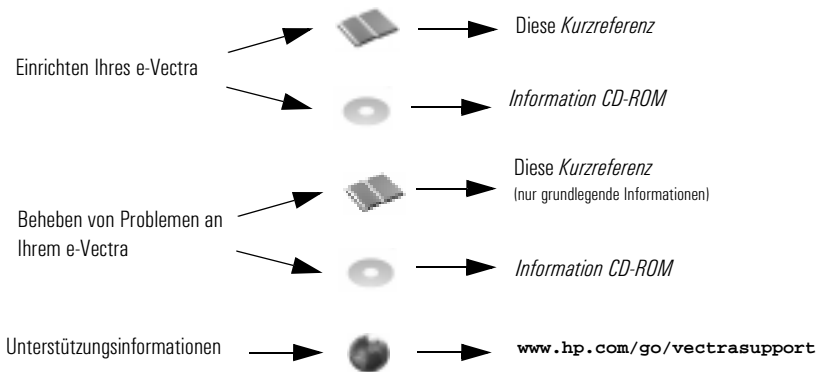 Einrichten Ihres e-Vectra
Diese Kurzreferenz
Information CD-ROM
Beheben von Problemen an
Ihrem e-Vectra
Diese Kurzreferenz
(nur grundlegende Informationen)
Information CD-ROM
Unterstützungsinformationen
www.hp.com/go/vectrasupport